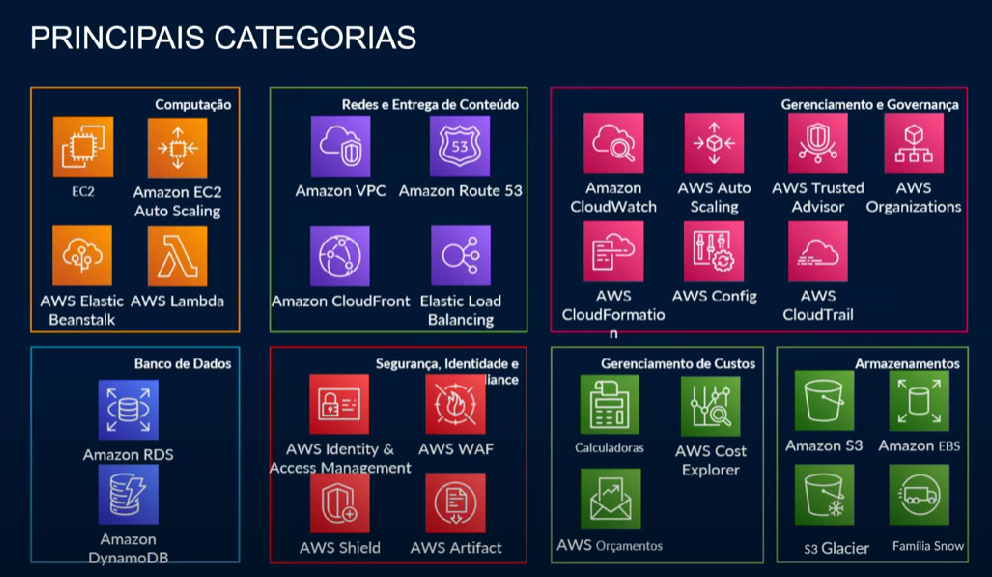 PRINCIPAIS CATEGORIAS
Computação
EC2
Amazon EC2
Auto Scaling
AWS Elastic
Beanstalk
AWS Lambda
Redes e Entrega de Conteúdo
Amazon VPC
53
Amazon Route 53
Amazon CloudFront
Elastic Load
Balancing
Gerenciamento e Governança
Amazon
CloudWatch
AWS Auto
Scaling
AWS Trusted
Advisor
AWS
Organizations
AWS
CloudFormatio
n
AWS Config
AWS
CloudTrail
Banco de Dados
Amazon RDS
Amazon
DynamoDB
Segurança, Identidade e
liance
AWS Identity &
Access Management
AWS WAF
AWS Shield
AWS Artifact
Gerenciamento de Custos
Calculadoras
AWS Cost
Explorer
AWS Orçamentos
Armazenamentos
Amazon S3
Amazon EBS
S3 Glacier
Família Snow